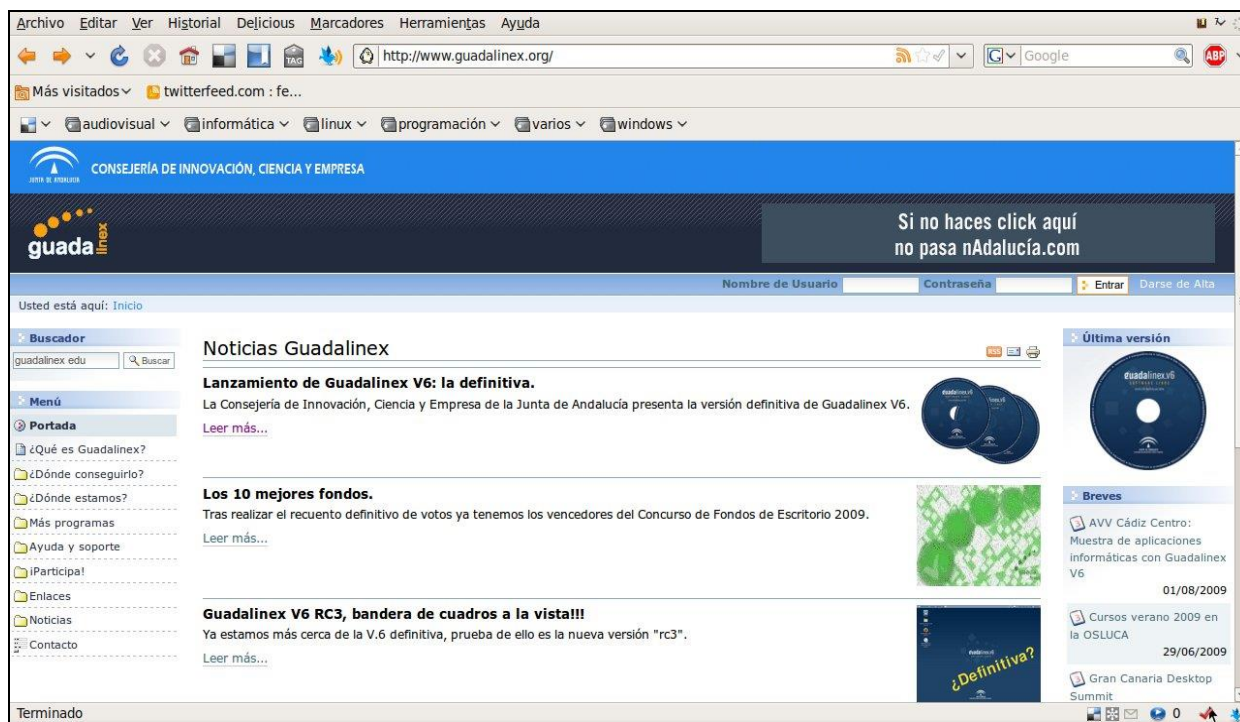 Archivo Editar Ver Historial Delicious Marcadores Herramientas Ayuda
TAG http://www.guadalinex.org/ G Google ABP
Más visitados twitterfeed.com : fe...
audiovisual informática linux programación varios windows
JUNTA DE ANDALUCIA CONSEJERÍA DE INNOVACIÓN, CIENCIA Y EMPRESA
guadalinex
Si no haces click aquí
no pasa nAdalucía.com
Nombre de Usuario Contraseña Entrar Darse de Alta
Usted está aquí: Inicio
Buscador
guadalinex edu Buscar
Menú
Portada
¿Qué es Guadalinex?
¿Dónde conseguirlo?
¿Dónde estamos?
Más programas
Ayuda y soporte
¡Participa!
Enlaces
Noticias
Contacto
Noticias Guadalinex
RSS
Lanzamiento de Guadalinex V6: la definitiva.
La Consejeria de Innovación, Ciencia y Empresa de la Junta de Andalucía presenta la versión definitiva de Guadalinex V6.
Leer más...
Los 10 mejores fondos.
Tras realizar el recuento definitivo de votos ya tenemos los vencedores del Concurso de Fondos de Escritorio 2009.
Leer más...
Guadalinex V6 RC3, bandera de cuadros a la vista!!!
Ya estamos más cerca de la V.6 definitiva, prueba de ello es la nueva versión "rc3".
Leer más...
¿Definitiva?
Última versión
guadalinex.v6
Breves
AVV Cádiz Centro:
Muestra de aplicaciones
informáticas con Guadalinex
V6
01/08/2009
Cursos verano 2009 en
la OSLUCA
29/06/2009
Gran Canaria Desktop
Summit
Terminado 0